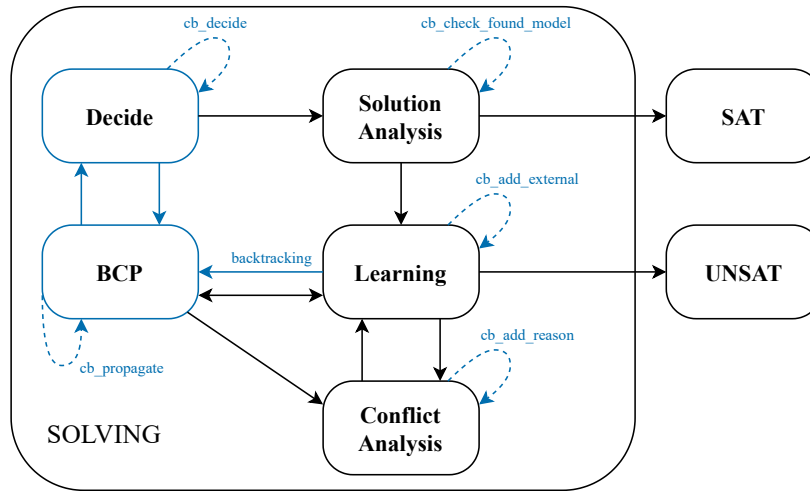 cb_decide
cb_check_found_model
Decide
Solution
Analysis
SAT
cb_add_external
backtracking
BCP
Learning
UNSAT
cb_add_reason
cb_propagate
Conflict
Analysis
SOLVING